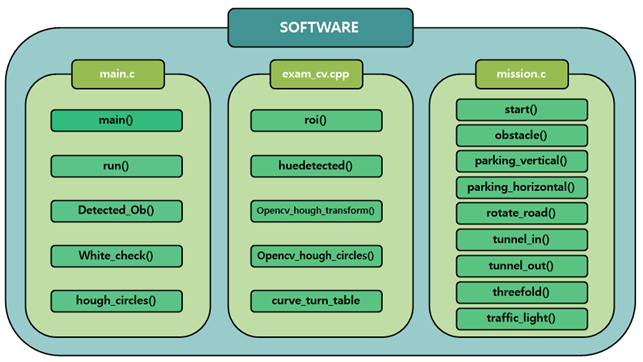 SOFTWARE
main.c
main()
run()
Detected_Ob()
White_check()
hough_circles()
exam_cv.cpp
roi()
huedetected()
Opencv_hough_transform()
Opencv_hough_circles()
curve_turn_table
mission.c
start()
obstacle()
parking_vertical()
parking_horizontal()
rotate_road()
tunnel_in()
tunnel_out()
threefold()
traffic_light()